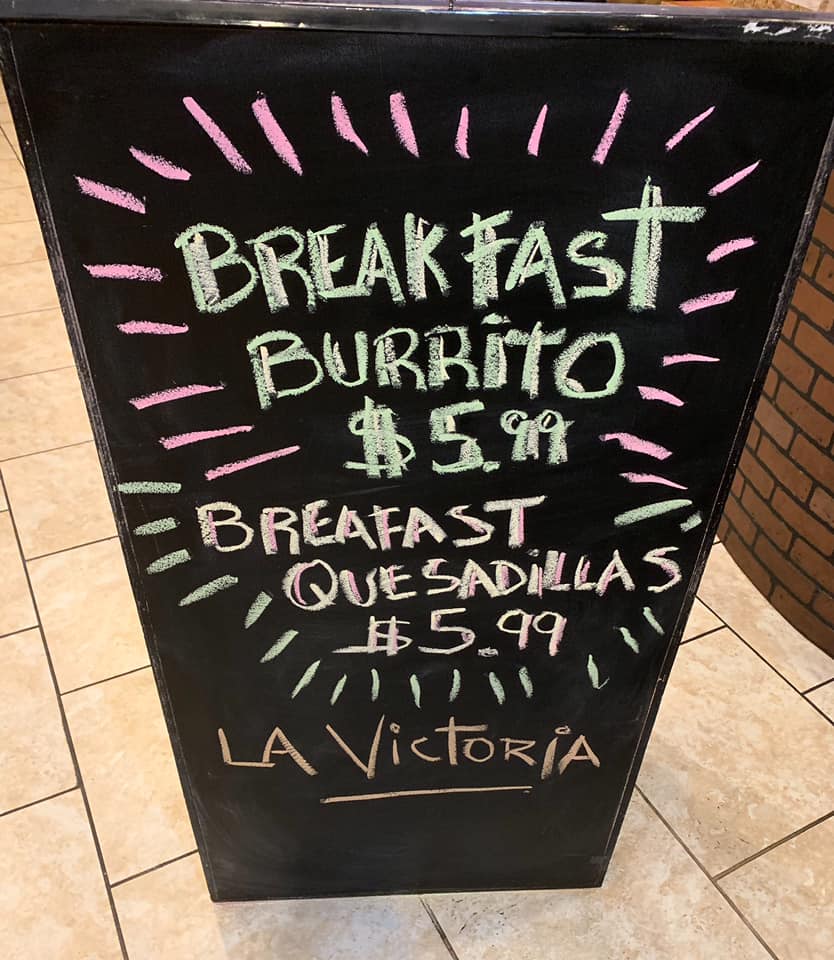 BREAKFAST
BURRITO
$5.99
BREAFAST
QUESADILLAS
$5.99
LA VICTORIA